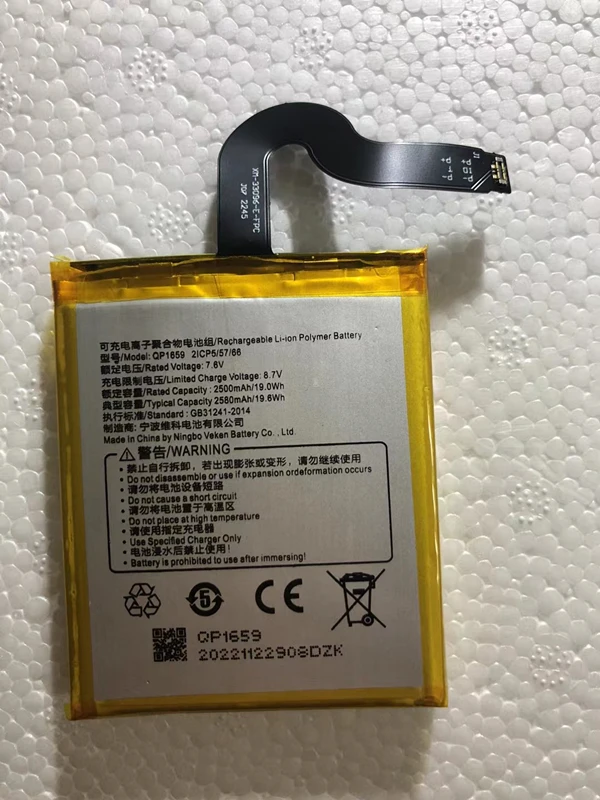 J1
P+P+
P-P-
XM-33096-E-FPC
JGF 2245
可充电离子聚合物电池组/Rechargeable Li-ion Polymer Battery
型号/Model: QP1659 2ICP5/57/66
额定电压/Rated Voltage: 7.6V
充电限制电压/Limited Charge Voltage: 8.7V
额定容量/Rated Capacity : 2500mAh/19.0Wh
典型容量/Typical Capacity : 2580mAh/19.6Wh
执行标准/Standard : GB31241-2014
制造商: 宁波维科电池有限公司
Made in China by Ningbo Veken Battery Co. , Ltd.
警告/WARNING
• 禁止自行拆卸，若出现膨张或变形，请勿继续使用
• Do not disassemble or use if expansion ordeformation occurs
• 请勿将电池设备短路
• Do not cause a short circuit
• 请勿将电池置于高温区
• Do not place at high temperature
• 请使用指定充电器
• Use Specified Charger Only
• 电池浸水后禁止使用！
• Battery is prohibited to use after immersing!
5
CE
QP1659
20221122908DZK